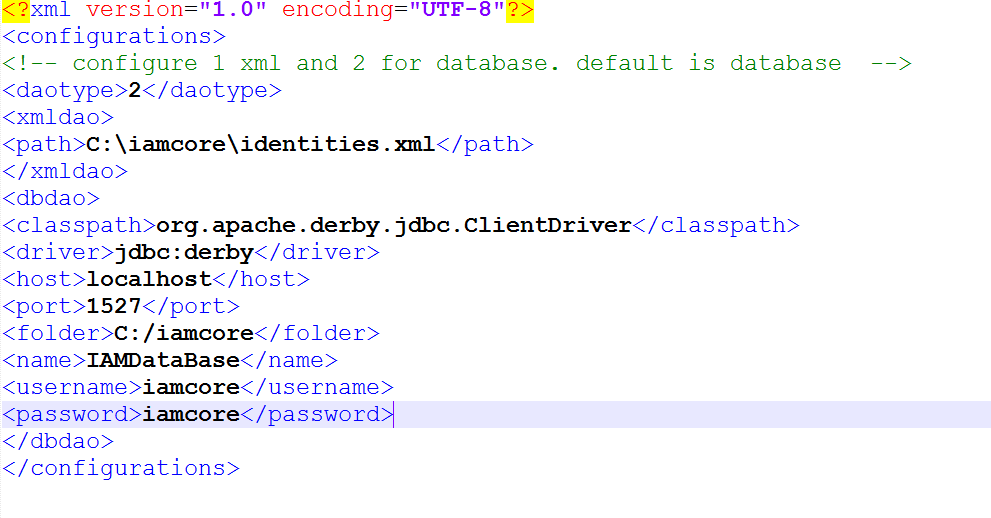 <?xml version="1.0" encoding="UTF-8"?>
<configurations>
<!-- configure 1 xml and 2 for database. default is database  -->
<daotype>2</daotype>
<xmldao>
<path>C:\iamcore\identities.xml</path>
</xmldao>
<dbdao>
<classpath>org.apache.derby.jdbc.ClientDriver</classpath>
<driver>jdbc:derby</driver>
<host>localhost</host>
<port>1527</port>
<folder>C:/iamcore</folder>
<name>IAMDataBase</name>
<username>iamcore</username>
<password>iamcore</password>
</dbdao>
</configurations>